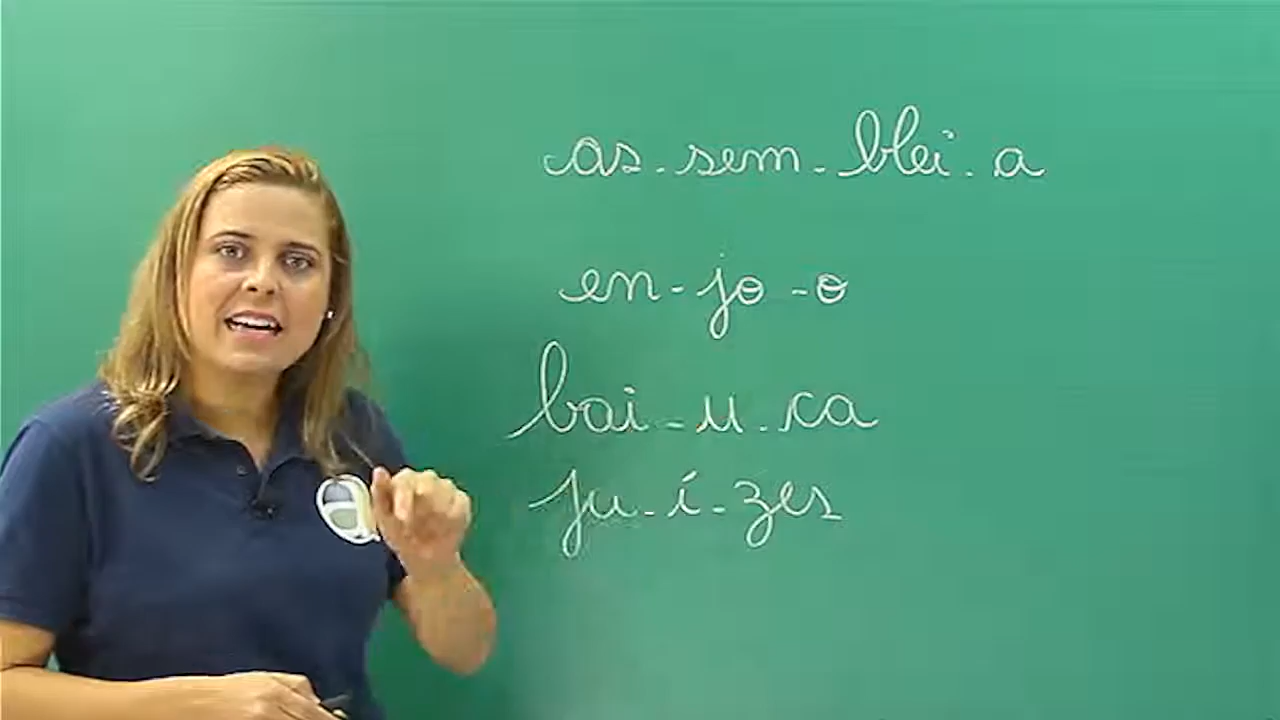 as - sem - blei - a
en - jo - o
bai - u - ca
ju - í - zes
a